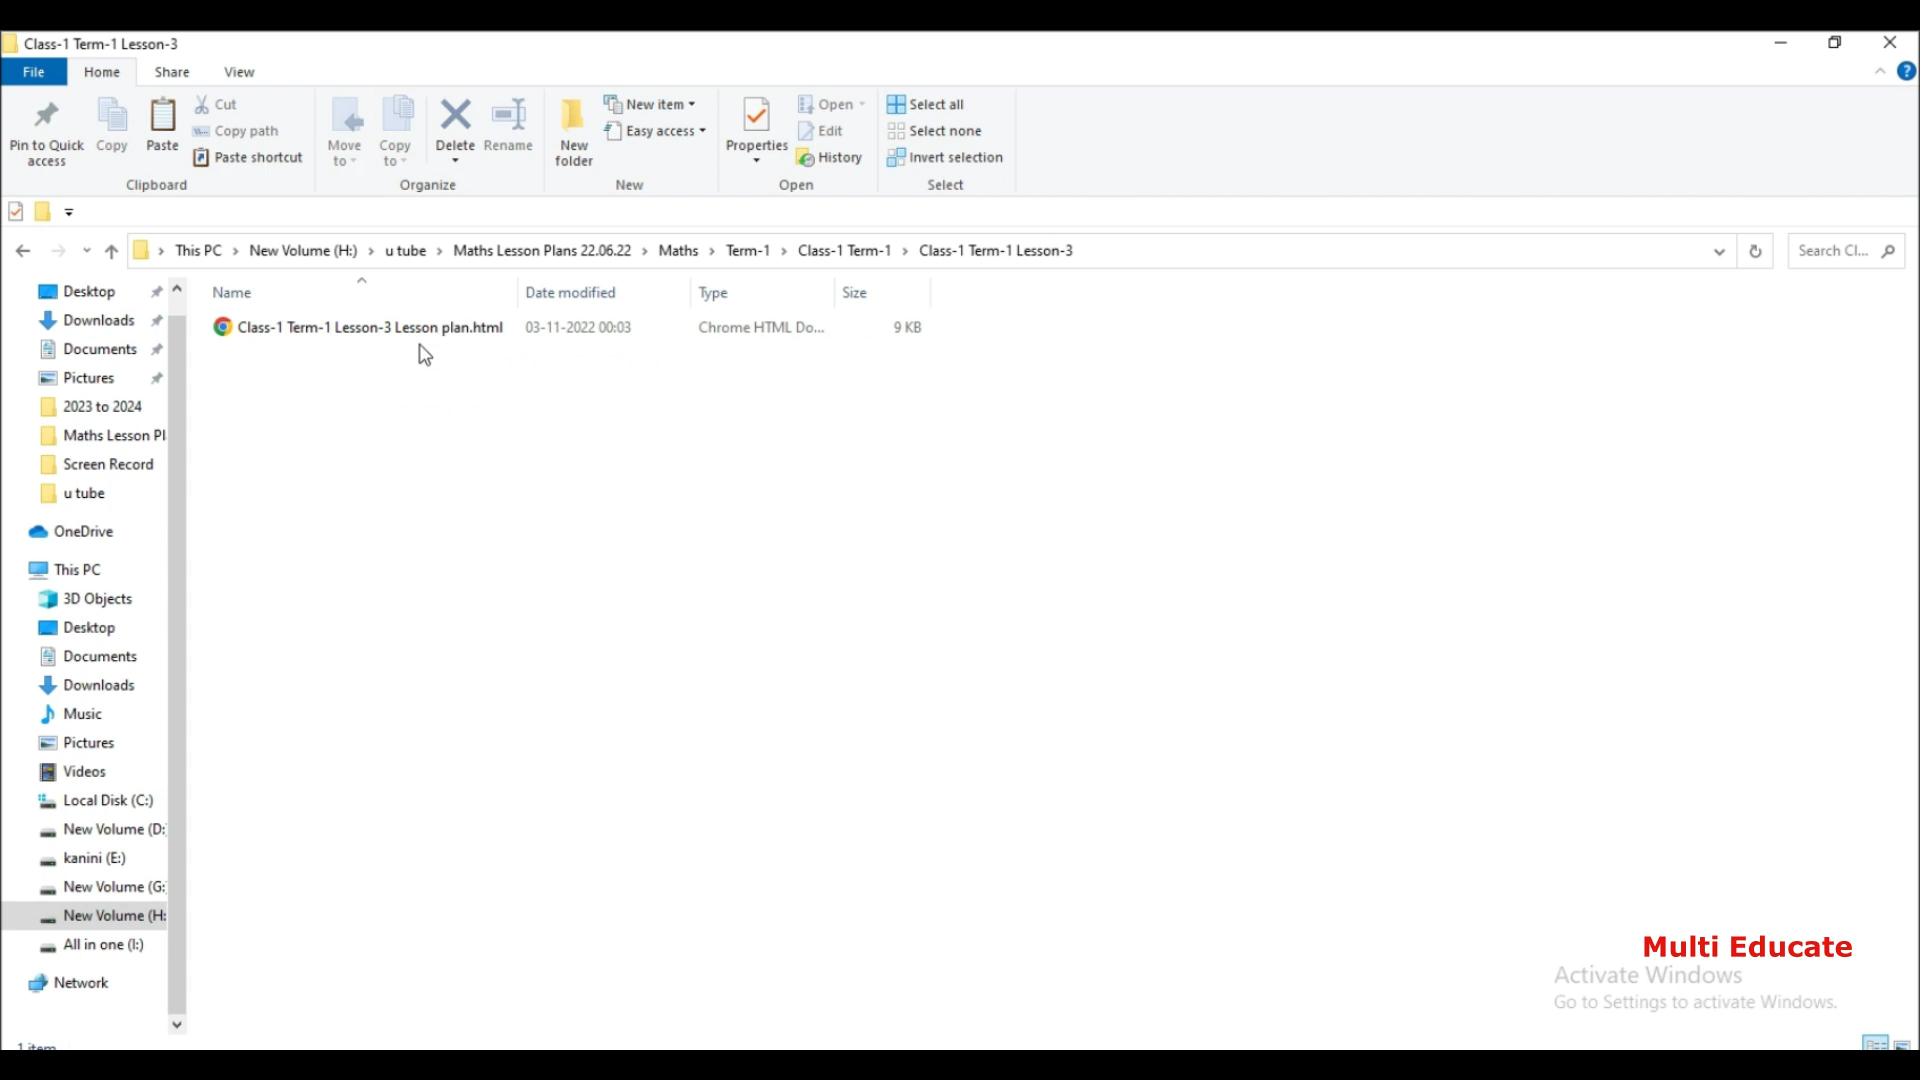 Class-1 Term-1 Lesson-3
File Home Share View
Pin to Quick access
Copy
Paste
Cut
Copy path
Paste shortcut
Clipboard
Move to
Copy to
Delete
Rename
Organize
New folder
New item
Easy access
New
Properties
Open
Edit
History
Open
Select all
Select none
Invert selection
Select
This PC > New Volume (H:) > u tube > Maths Lesson Plans 22.06.22 > Maths > Term-1 > Class-1 Term-1 > Class-1 Term-1 Lesson-3
Search Cl...
Name Date modified Type Size
Class-1 Term-1 Lesson-3 Lesson plan.html 03-11-2022 00:03 Chrome HTML Do... 9 KB
Desktop
Downloads
Documents
Pictures
2023 to 2024
Maths Lesson Pl
Screen Record
u tube
OneDrive
This PC
3D Objects
Desktop
Documents
Downloads
Music
Pictures
Videos
Local Disk (C:)
New Volume (D:
kanini (E:)
New Volume (G:
New Volume (H:
All in one (I:)
Network
1 item
Multi Educate
Activate Windows
Go to Settings to activate Windows.